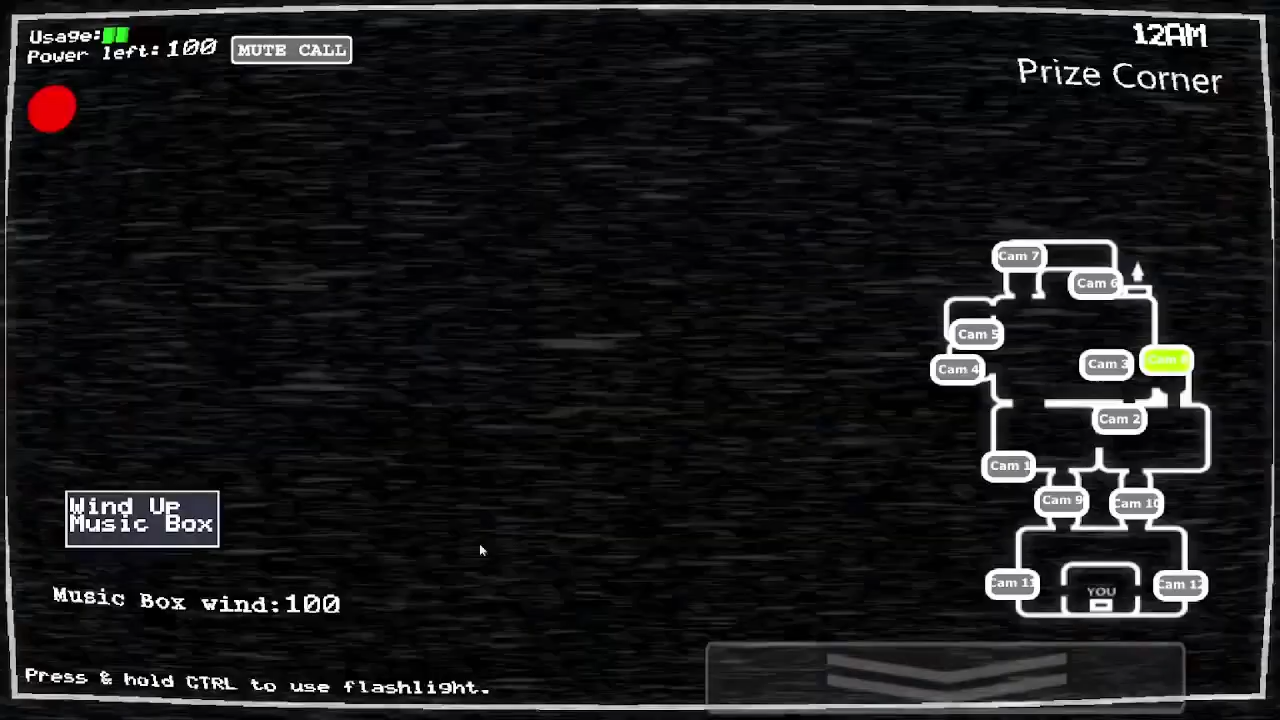 Usage:
Power left:100
MUTE CALL
12AM
Prize Corner
Cam 7
Cam 6
Cam 5
Cam 3
Cam 8
Cam 4
Cam 2
Cam 1
Cam 9
Cam 10
Cam 11
YOU
Cam 12
Wind Up
Music Box
Music Box wind:100
Press & hold CTRL to use flashlight.